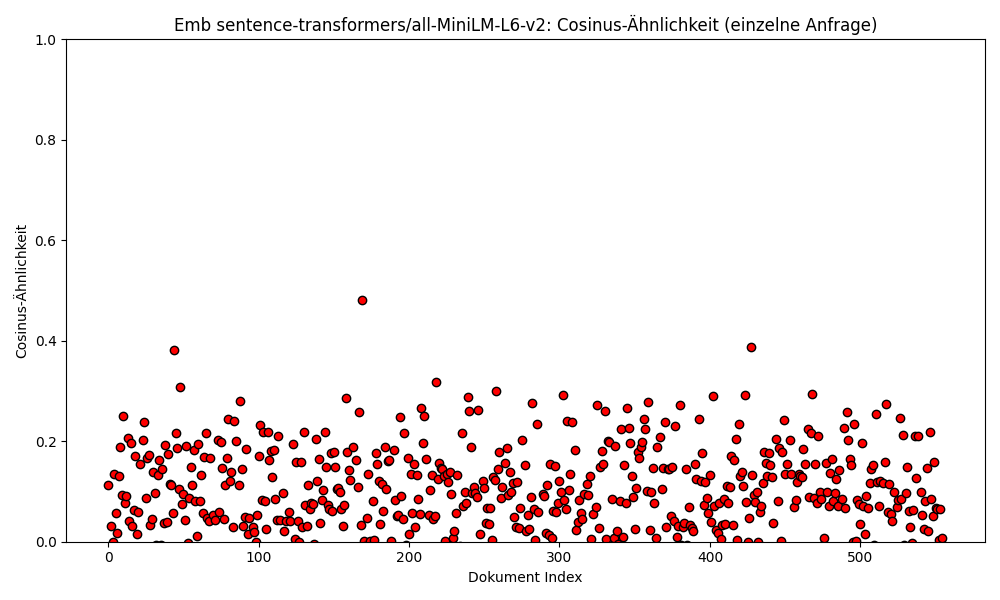 Emb sentence-transformers/all-MiniLM-L6-v2: Cosinus-Ähnlichkeit (einzelne Anfrage)
1.0
0.8
0.6
0.4
0.2
0.0
Cosinus-Ähnlichkeit
0 100 200 300 400 500
Dokument Index